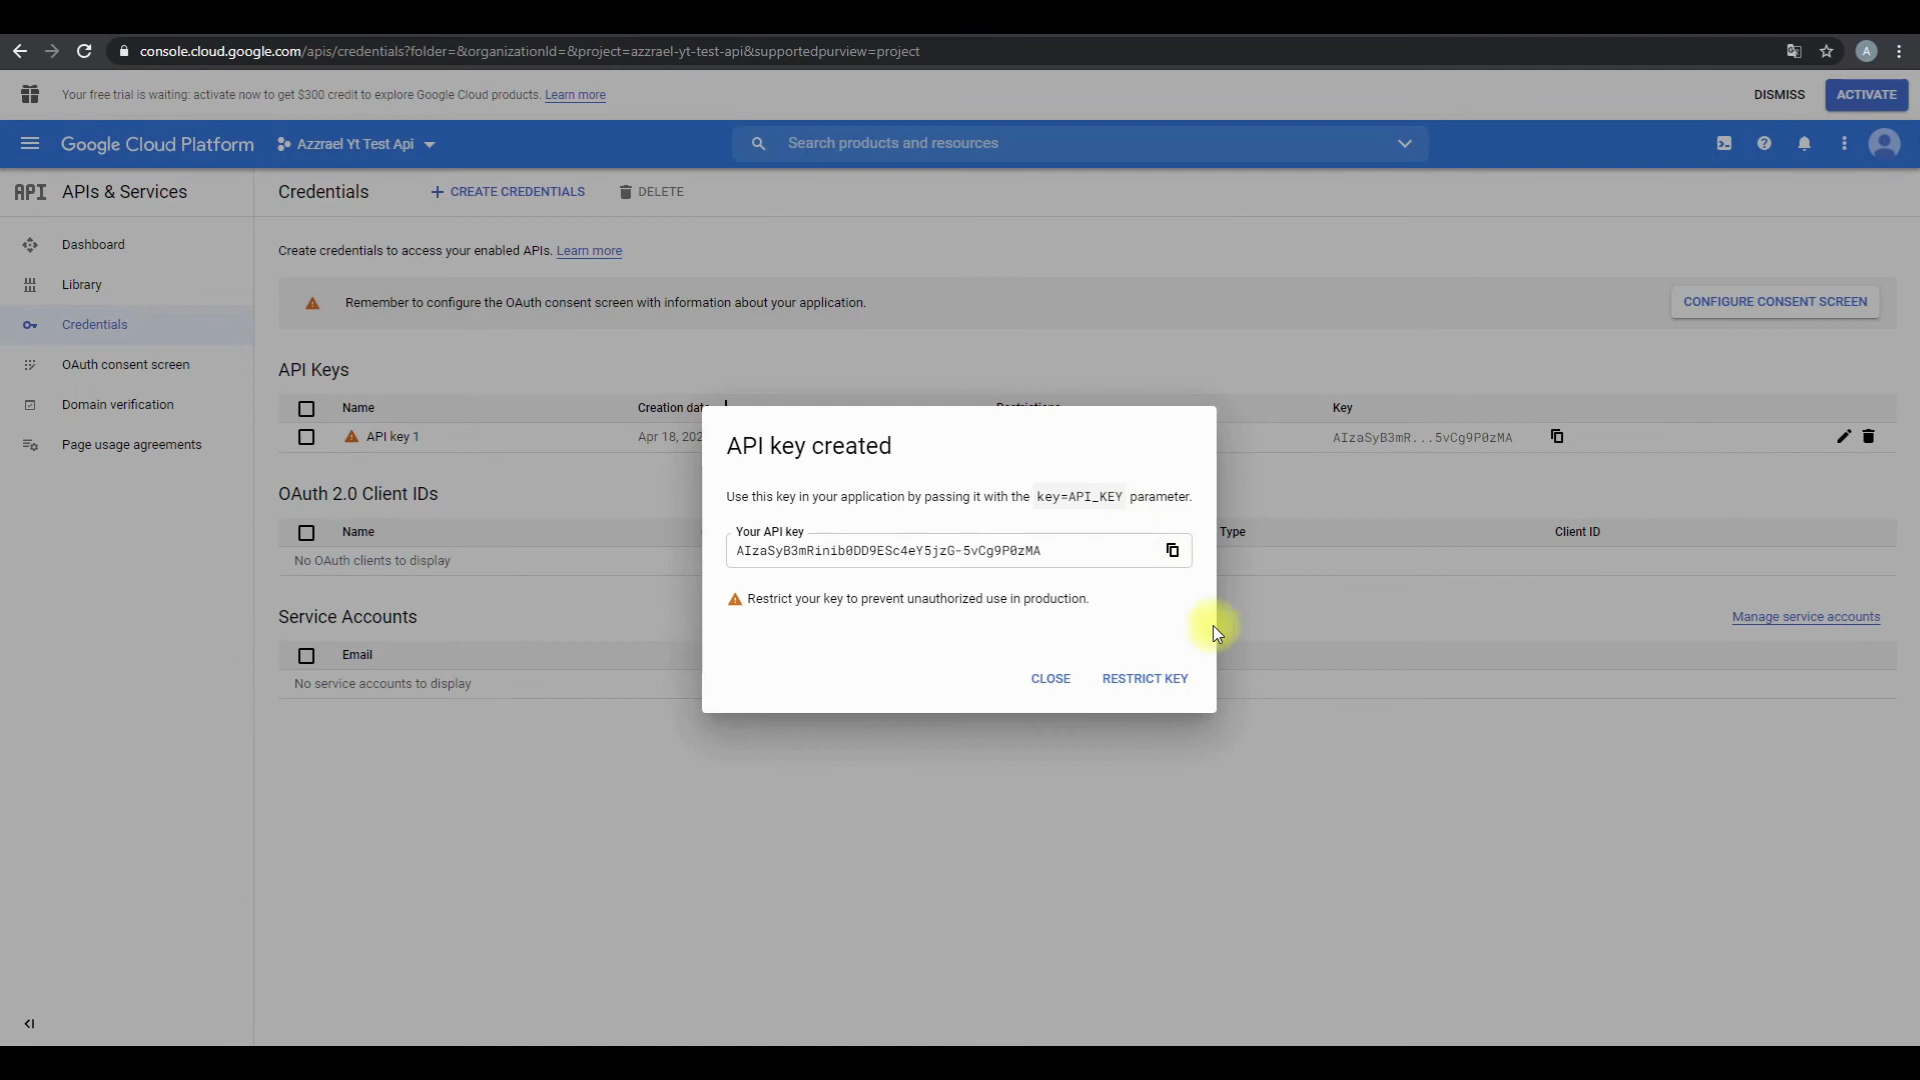 console.cloud.google.com/apis/credentials?folder=&organizationId=&project=azzrael-yt-test-api&supportedpurview=project
A
Your free trial is waiting: activate now to get $300 credit to explore Google Cloud products. Learn more
DISMISS
ACTIVATE
Google Cloud Platform
Azzrael Yt Test Api
Search products and resources
API
APIs & Services
Credentials
CREATE CREDENTIALS
DELETE
Dashboard
Library
Credentials
OAuth consent screen
Domain verification
Page usage agreements
Create credentials to access your enabled APIs. Learn more
Remember to configure the OAuth consent screen with information about your application.
CONFIGURE CONSENT SCREEN
API Keys
Name
Creation date
Restrictions
Key
API key 1
Apr 18, 202
AIzaSyB3mR...5vCg9P0zMA
OAuth 2.0 Client IDs
Name
Type
Client ID
No OAuth clients to display
Service Accounts
Manage service accounts
Email
No service accounts to display
API key created
Use this key in your application by passing it with the key=API_KEY parameter.
Your API key
AIzaSyB3mRinib0DD9ESc4eY5jzG-5vCg9P0zMA
Restrict your key to prevent unauthorized use in production.
CLOSE
RESTRICT KEY